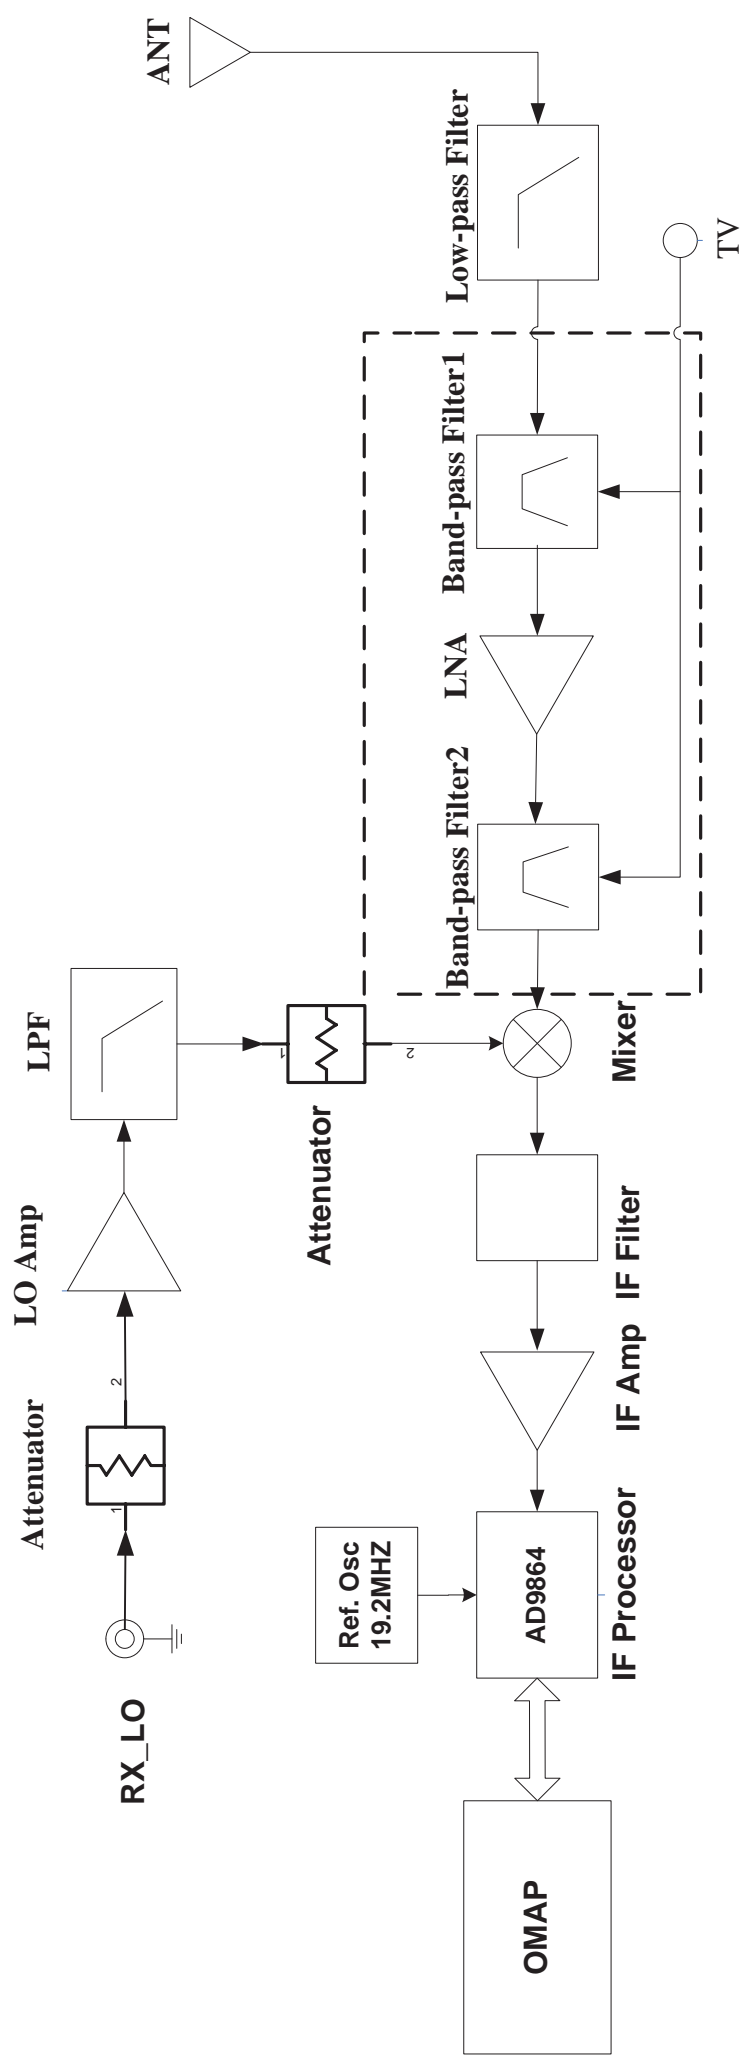 ANT
Low-pass Filter
TV
Band-pass Filter1
LNA
Band-pass Filter2
LPF
1
2
Attenuator
Mixer
LO Amp
IF Filter
IF Amp
Attenuator
2
1
RX_LO
Ref. Osc
19.2MHZ
AD9864
IF Processor
OMAP